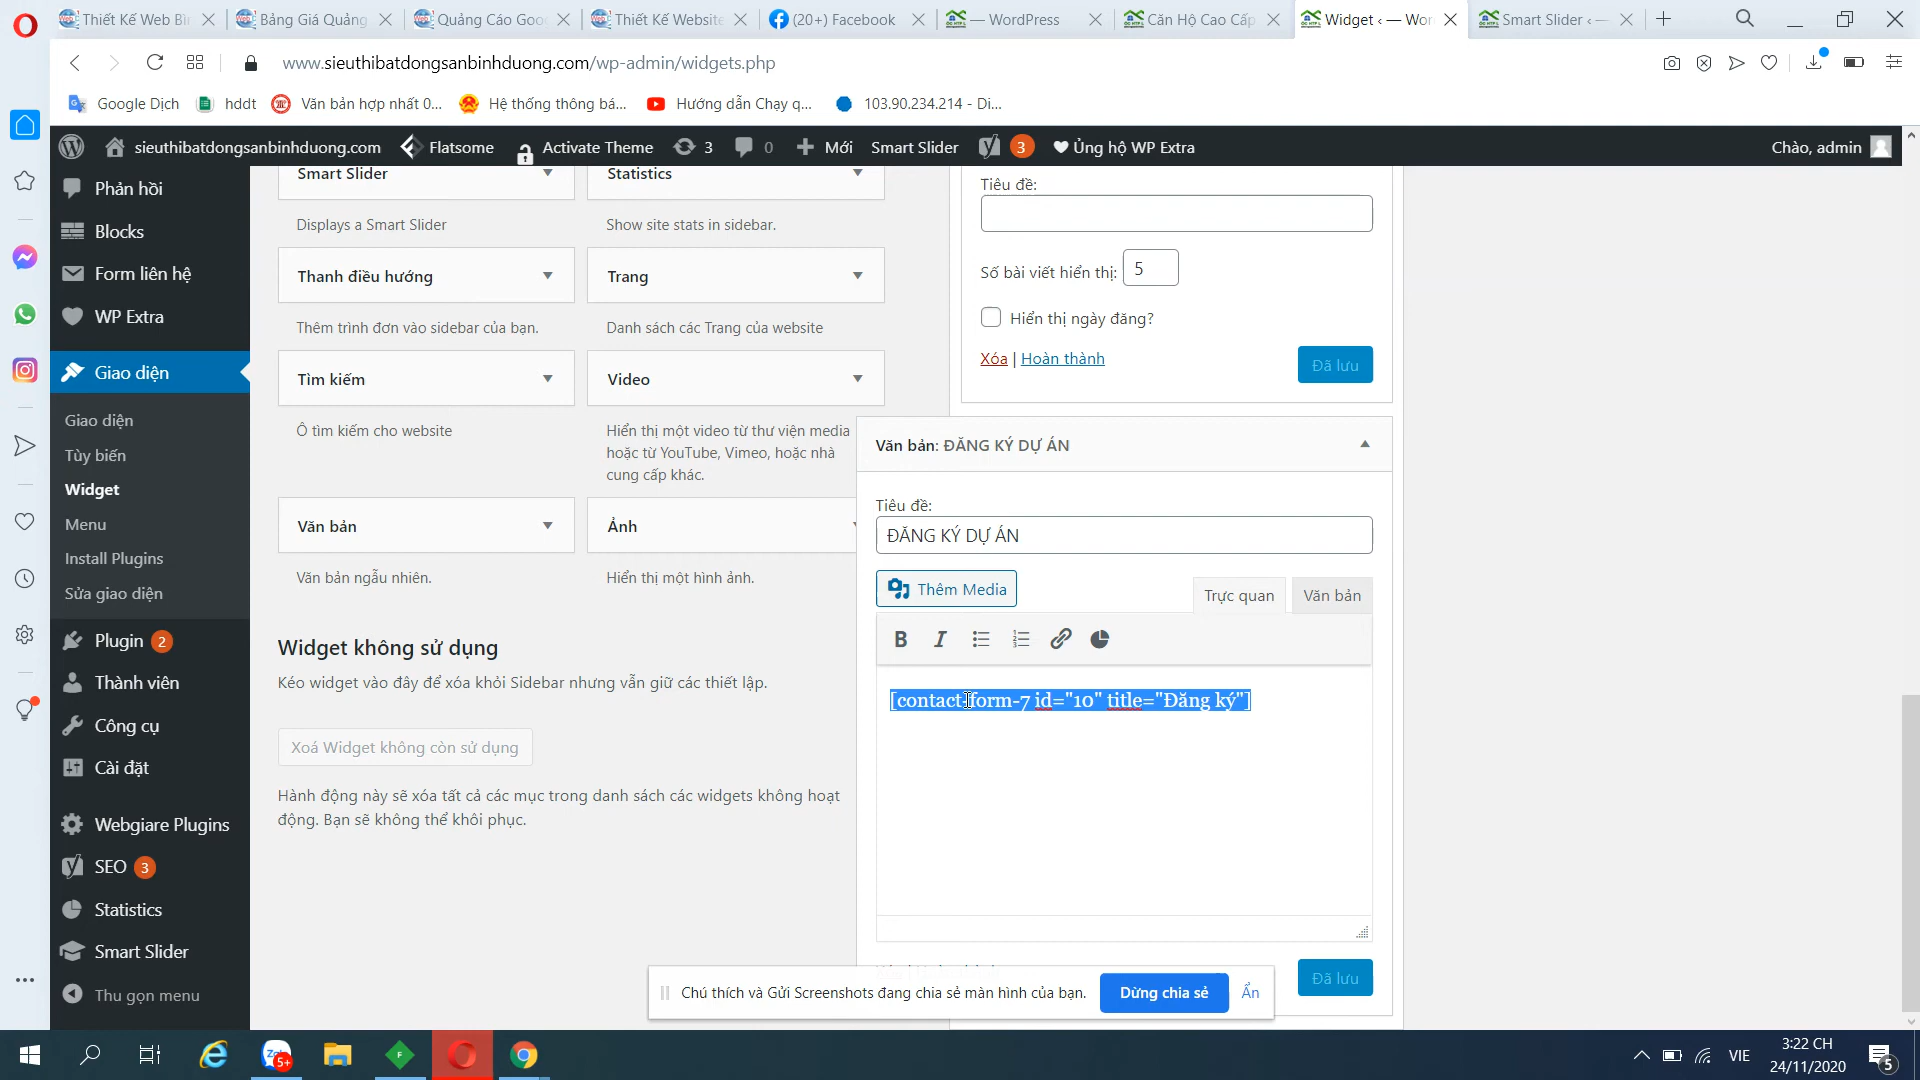 Thiết Kế Web Bìn
Bảng Giá Quảng
Quảng Cáo Goo
Thiết Kế Website
(20+) Facebook
— WordPress
Căn Hộ Cao Cấp
Widget ‹ — Wor
Smart Slider ‹ —
www.sieuthibatdongsanbinhduong.com/wp-admin/widgets.php
Google Dịch
hddt
Văn bản hợp nhất 0...
Hệ thống thông bá...
Hướng dẫn Chạy q...
103.90.234.214 - Di...
sieuthibatdongsanbinhduong.com
Flatsome
Activate Theme
3
0
Mới
Smart Slider
3
Ủng hộ WP Extra
Chào, admin
Phản hồi
Blocks
Form liên hệ
WP Extra
Giao diện
Giao diện
Tùy biến
Widget
Menu
Install Plugins
Sửa giao diện
Plugin 2
Thành viên
Công cụ
Cài đặt
Webgiare Plugins
SEO 3
Statistics
Smart Slider
Thu gọn menu
Smart Slider
Displays a Smart Slider
Statistics
Show site stats in sidebar.
Thanh điều hướng
Thêm trình đơn vào sidebar của bạn.
Trang
Danh sách các Trang của website
Tìm kiếm
Ô tìm kiếm cho website
Video
Hiển thị một video từ thư viện media
hoặc từ YouTube, Vimeo, hoặc nhà
cung cấp khác.
Văn bản
Văn bản ngẫu nhiên.
Ảnh
Hiển thị một hình ảnh.
Widget không sử dụng
Kéo widget vào đây để xóa khỏi Sidebar nhưng vẫn giữ các thiết lập.
Xoá Widget không còn sử dụng
Hành động này sẽ xóa tất cả các mục trong danh sách các widgets không hoạt
động. Bạn sẽ không thể khôi phục.
Tiêu đề:
Số bài viết hiển thị: 5
Hiển thị ngày đăng?
Xóa | Hoàn thành
Đã lưu
Văn bản: ĐĂNG KÝ DỰ ÁN
Tiêu đề:
ĐĂNG KÝ DỰ ÁN
Thêm Media
Trực quan
Văn bản
[contact-form-7 id="10" title="Đăng ký"]
Đã lưu
Chú thích và Gửi Screenshots đang chia sẻ màn hình của bạn.
Dừng chia sẻ
Ẩn
5+
VIE
3:22 CH
24/11/2020
5